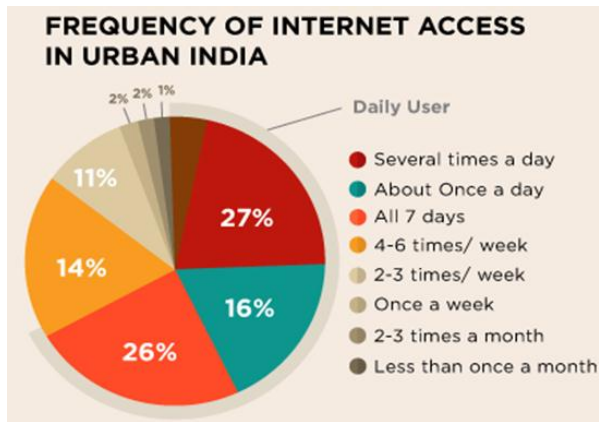 FREQUENCY OF INTERNET ACCESS
IN URBAN INDIA
2% 2% 1%
Daily User
11%
27%
14%
16%
26%
Several times a day
About Once a day
All 7 days
4-6 times/ week
2-3 times/ week
Once a week
2-3 times a month
Less than once a month